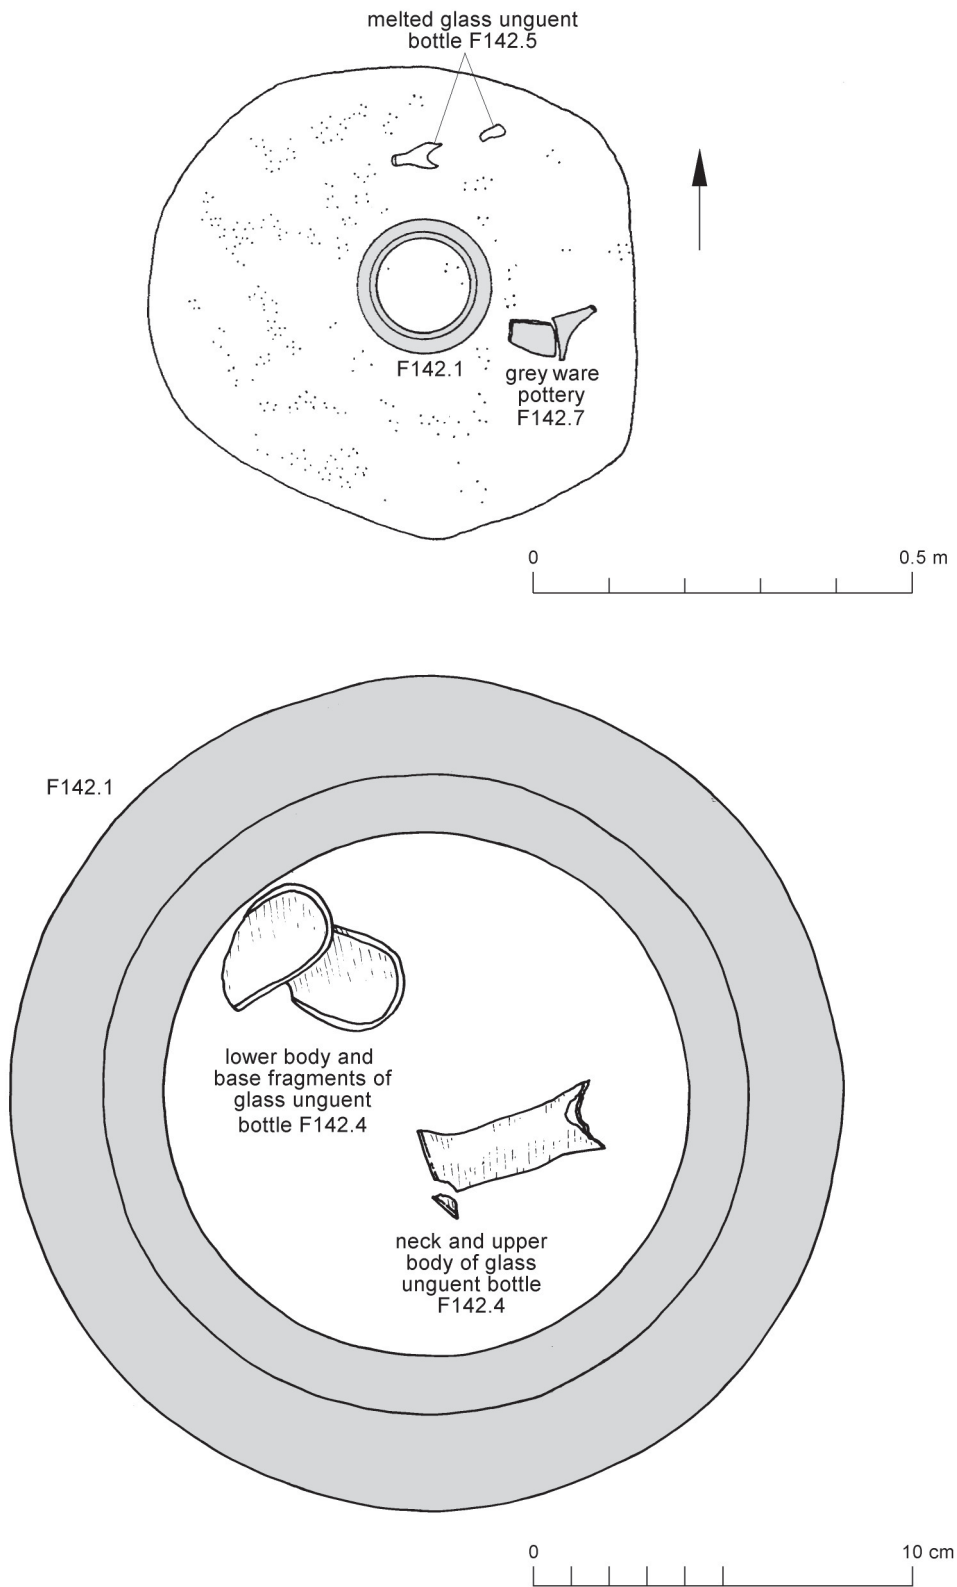 melted glass unguent
bottle F142.5
F142.1
grey ware
pottery
F142.7
0
0.5 m
F142.1
lower body and
base fragments of
glass unguent
bottle F142.4
neck and upper
body of glass
unguent bottle
F142.4
0
10 cm